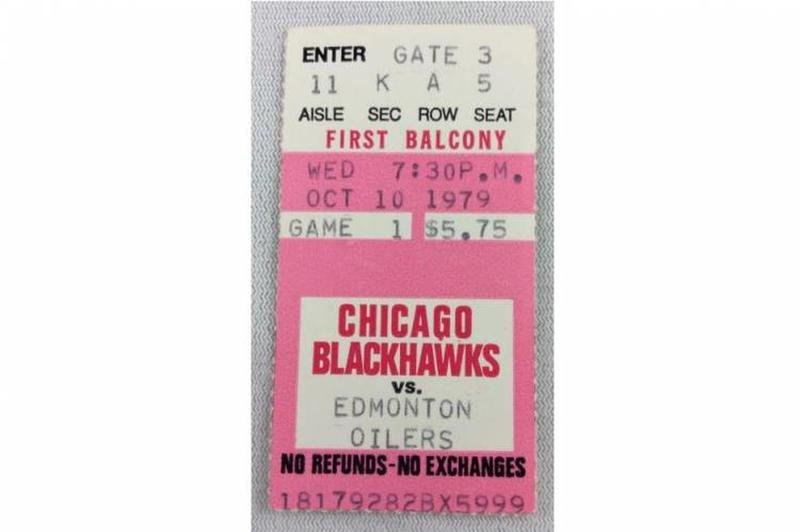 ENTER GATE 3
11 K A 5
AISLE SEC ROW SEAT
FIRST BALCONY
WED 7:30P.M.
OCT 10 1979
GAME 1 $5.75
CHICAGO
BLACKHAWKS
vs.
EDMONTON
OILERS
NO REFUNDS-NO EXCHANGES
18179282BX5999